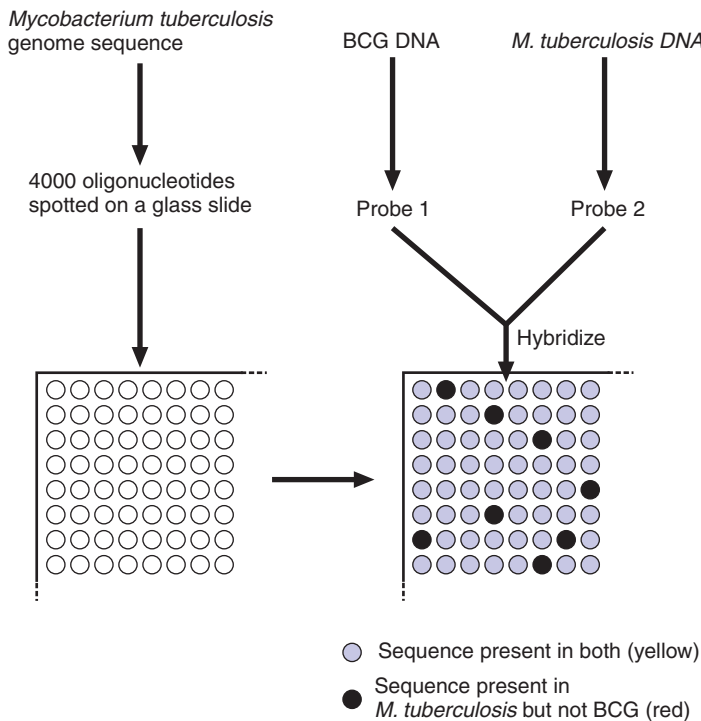 Mycobacterium tuberculosis
genome sequence
BCG DNA
M. tuberculosis DNA
4000 oligonucleotides
spotted on a glass slide
Probe 1
Probe 2
Hybridize
Sequence present in both (yellow)
Sequence present in
M. tuberculosis but not BCG (red)